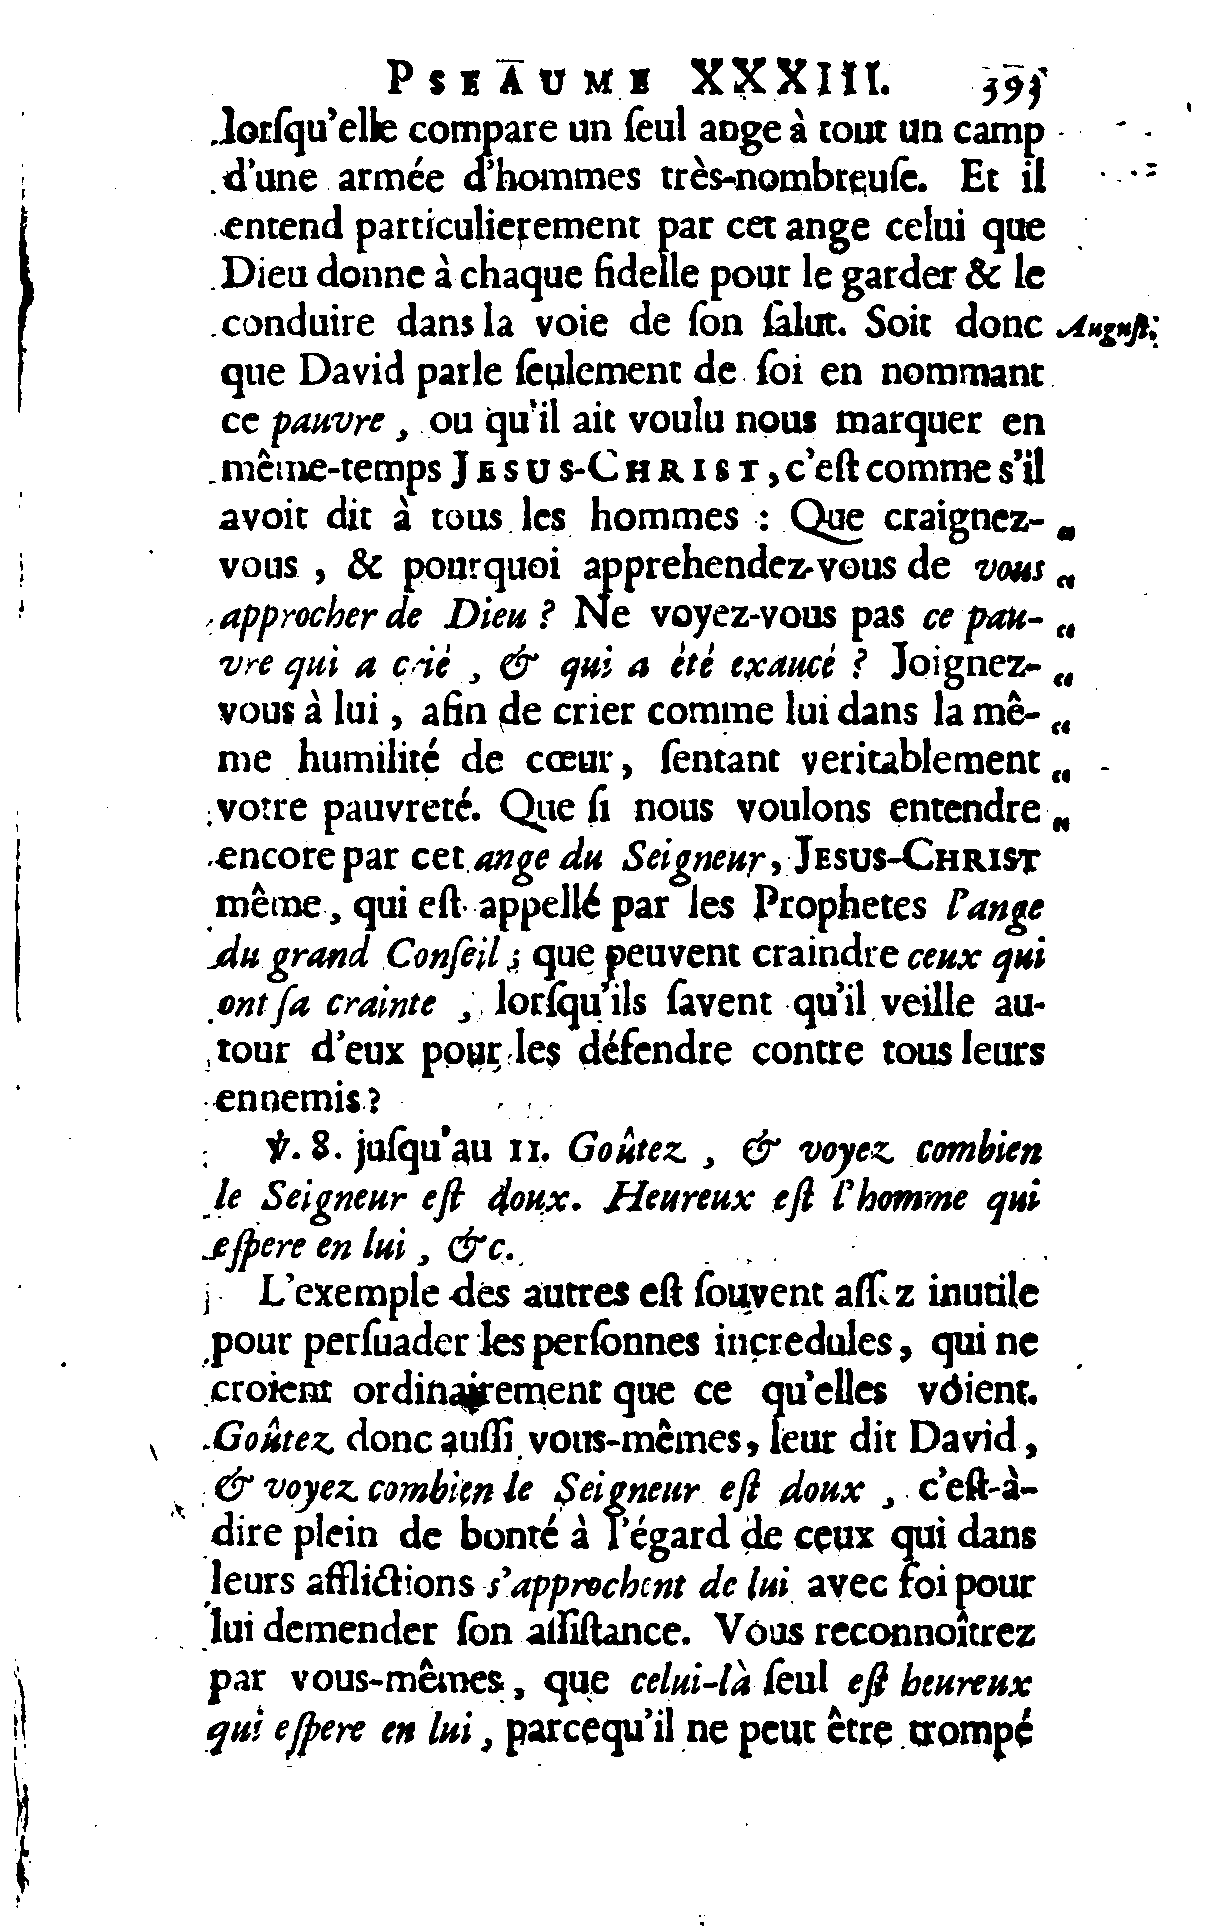 PSEAUME XXXIII. 393
lorſqu'elle compare un ſeul ange à tout un camp
d'une armée d'hommes très-nombreuſe. Et il
entend particulierement par cet ange celui que
Dieu donne à chaque fidelle pour le garder & le
conduire dans la voie de ſon ſalut. Soit donc Auguſt.
que David parle ſeulement de ſoi en nommant
ce pauvre, ou qu'il ait voulu nous marquer en
même-temps JESUS-CHRIST, c'eſt comme s'il
avoit dit à tous les hommes : Que craignez- „
vous, & pourquoi apprehendez-vous de vous “
approcher de Dieu ? Ne voyez-vous pas ce pau- “
vre qui a crié, & qui a été exaucé ? Joignez- “
vous à lui, afin de crier comme lui dans la mê- “
me humilité de cœur, ſentant veritablement “
votre pauvreté. Que ſi nous voulons entendre „
encore par cet ange du Seigneur, JESUS-CHRIST
même, qui eſt appellé par les Prophetes l'ange
du grand Conſeil ; que peuvent craindre ceux qui
ont ſa crainte, lorſqu'ils ſavent qu'il veille au-
tour d'eux pour les défendre contre tous leurs
ennemis ?
℣. 8. juſqu'au 11. Goûtez, & voyez combien
le Seigneur eſt doux. Heureux eſt l'homme qui
eſpere en lui, &c.
L'exemple des autres eſt ſouvent aſſez inutile
pour perſuader les perſonnes incredules, qui ne
croient ordinairement que ce qu'elles voient.
Goûtez donc auſſi vous-mêmes, leur dit David,
& voyez combien le Seigneur eſt doux, c'eſt-à-
dire plein de bonté à l'égard de ceux qui dans
leurs afflictions s'approchent de lui avec foi pour
lui demender ſon aſſiſtance. Vous reconnoîtrez
par vous-mêmes, que celui-là ſeul eſt heureux
qui eſpere en lui, parcequ'il ne peut être trompé